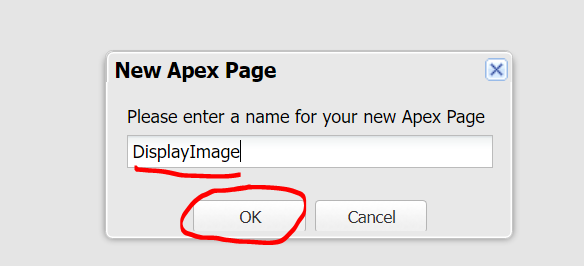 New Apex Page
Please enter a name for your new Apex Page
DisplayImage
OK Cancel